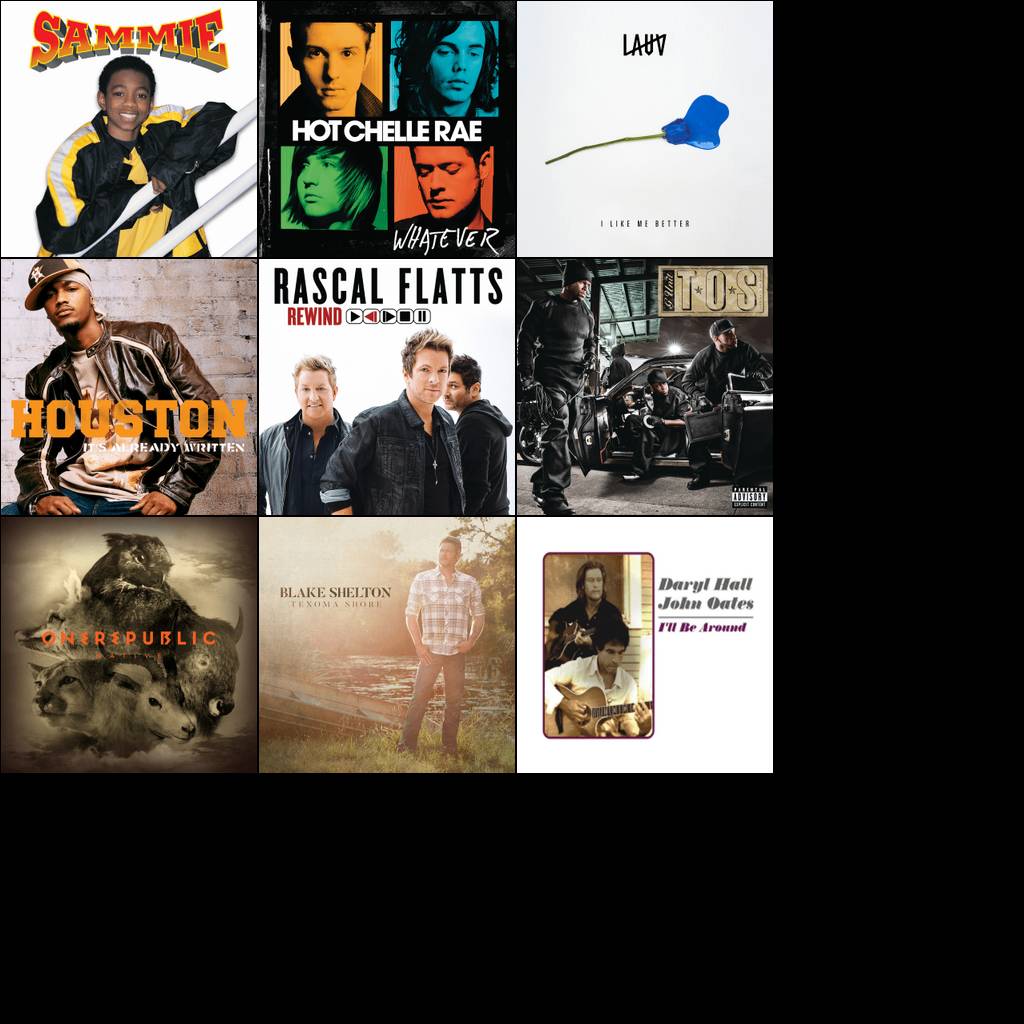 SAMMIE
HOT CHELLE RAE
WHATEVER
LAUV
I LIKE ME BETTER
HOUSTON
IT'S ALREADY WRITTEN
RASCAL FLATTS
REWIND
G-Unit
T·O·S
PARENTAL
ADVISORY
EXPLICIT CONTENT
ONEREPUBLIC
NATIVE
BLAKE SHELTON
TEXOMA SHORE
Daryl Hall
John Oates
I'll Be Around